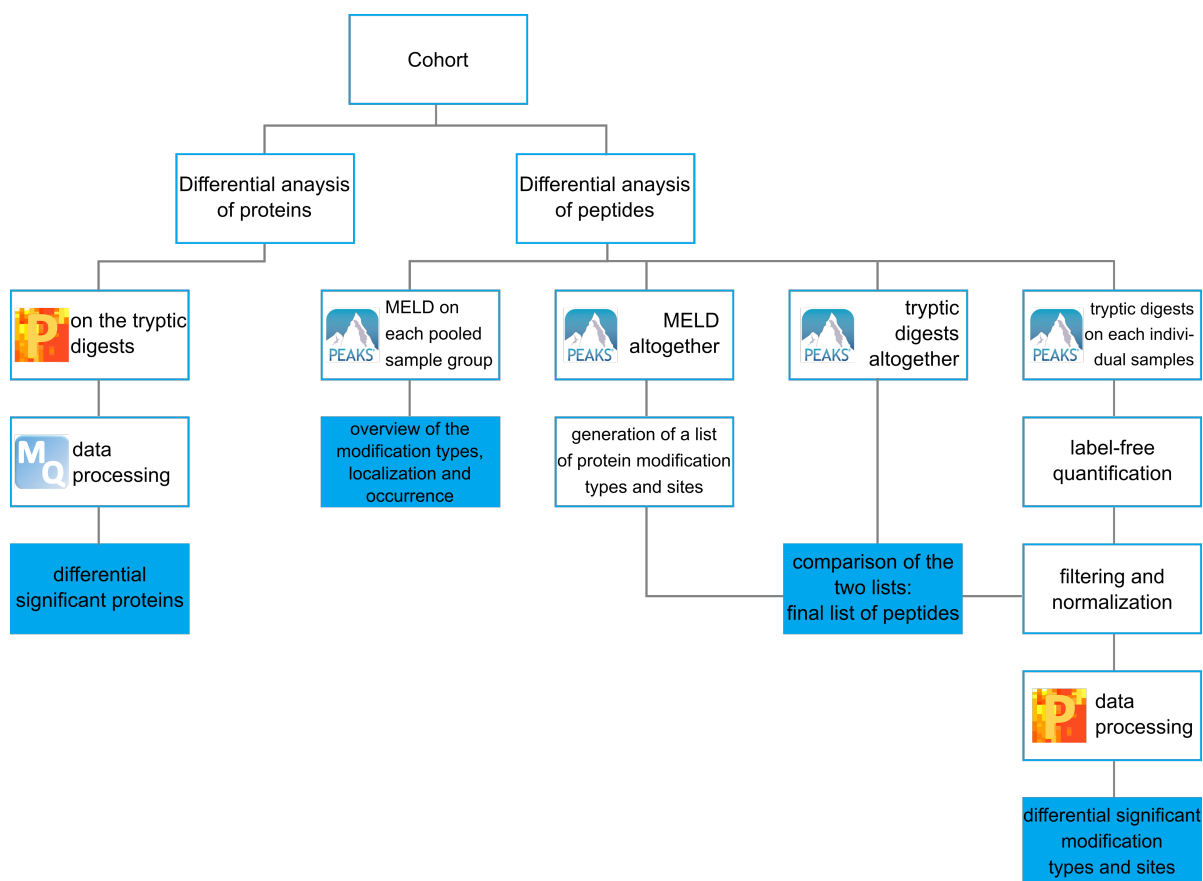 Cohort
Differential anaysis
of proteins
Differential anaysis
of peptides
P
on the tryptic
digests
PEAKS
MELD on
each pooled
sample group
PEAKS
MELD
altogether
PEAKS
tryptic
digests
altogether
PEAKS
tryptic digests
on each indivi-
dual samples
MQ
data
processing
overview of the
modification types,
localization and
occurrence
generation of a list
of protein modification
types and sites
label-free
quantification
differential
significant proteins
comparison of the
two lists:
final list of peptides
filtering and
normalization
P
data
processing
differential significant
modification
types and sites